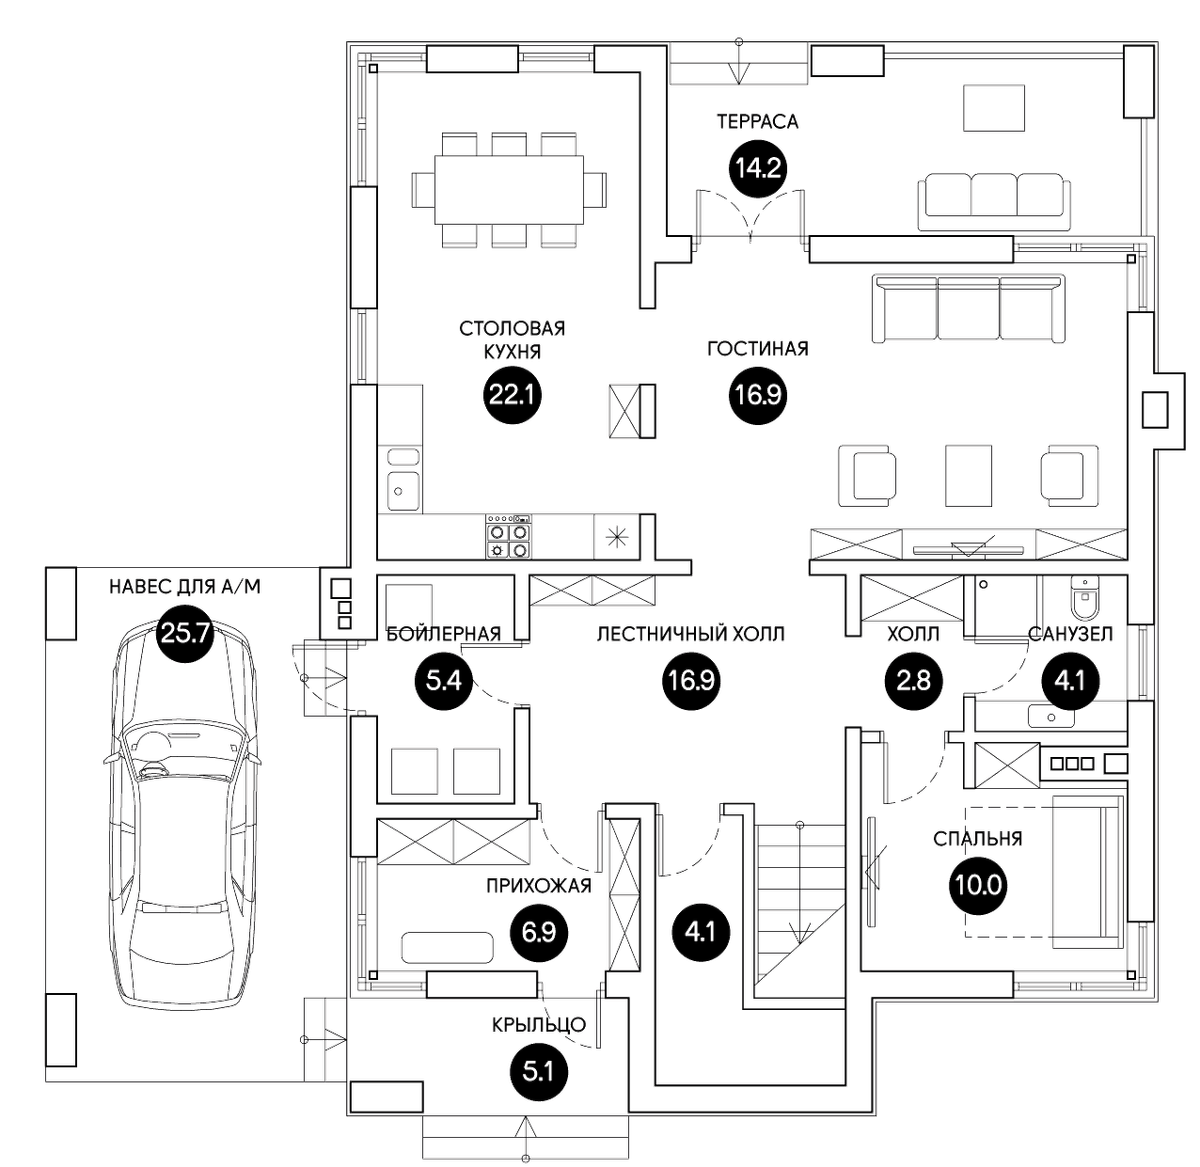 ТЕРРАСА
14.2
СТОЛОВАЯ
КУХНЯ
22.1
ГОСТИНАЯ
16.9
НАВЕС ДЛЯ А/М
25.7
БОЙЛЕРНАЯ
5.4
ЛЕСТНИЧНЫЙ ХОЛЛ
16.9
ХОЛЛ
2.8
САНУЗЕЛ
4.1
СПАЛЬНЯ
10.0
ПРИХОЖАЯ
6.9
4.1
КРЫЛЬЦО
5.1